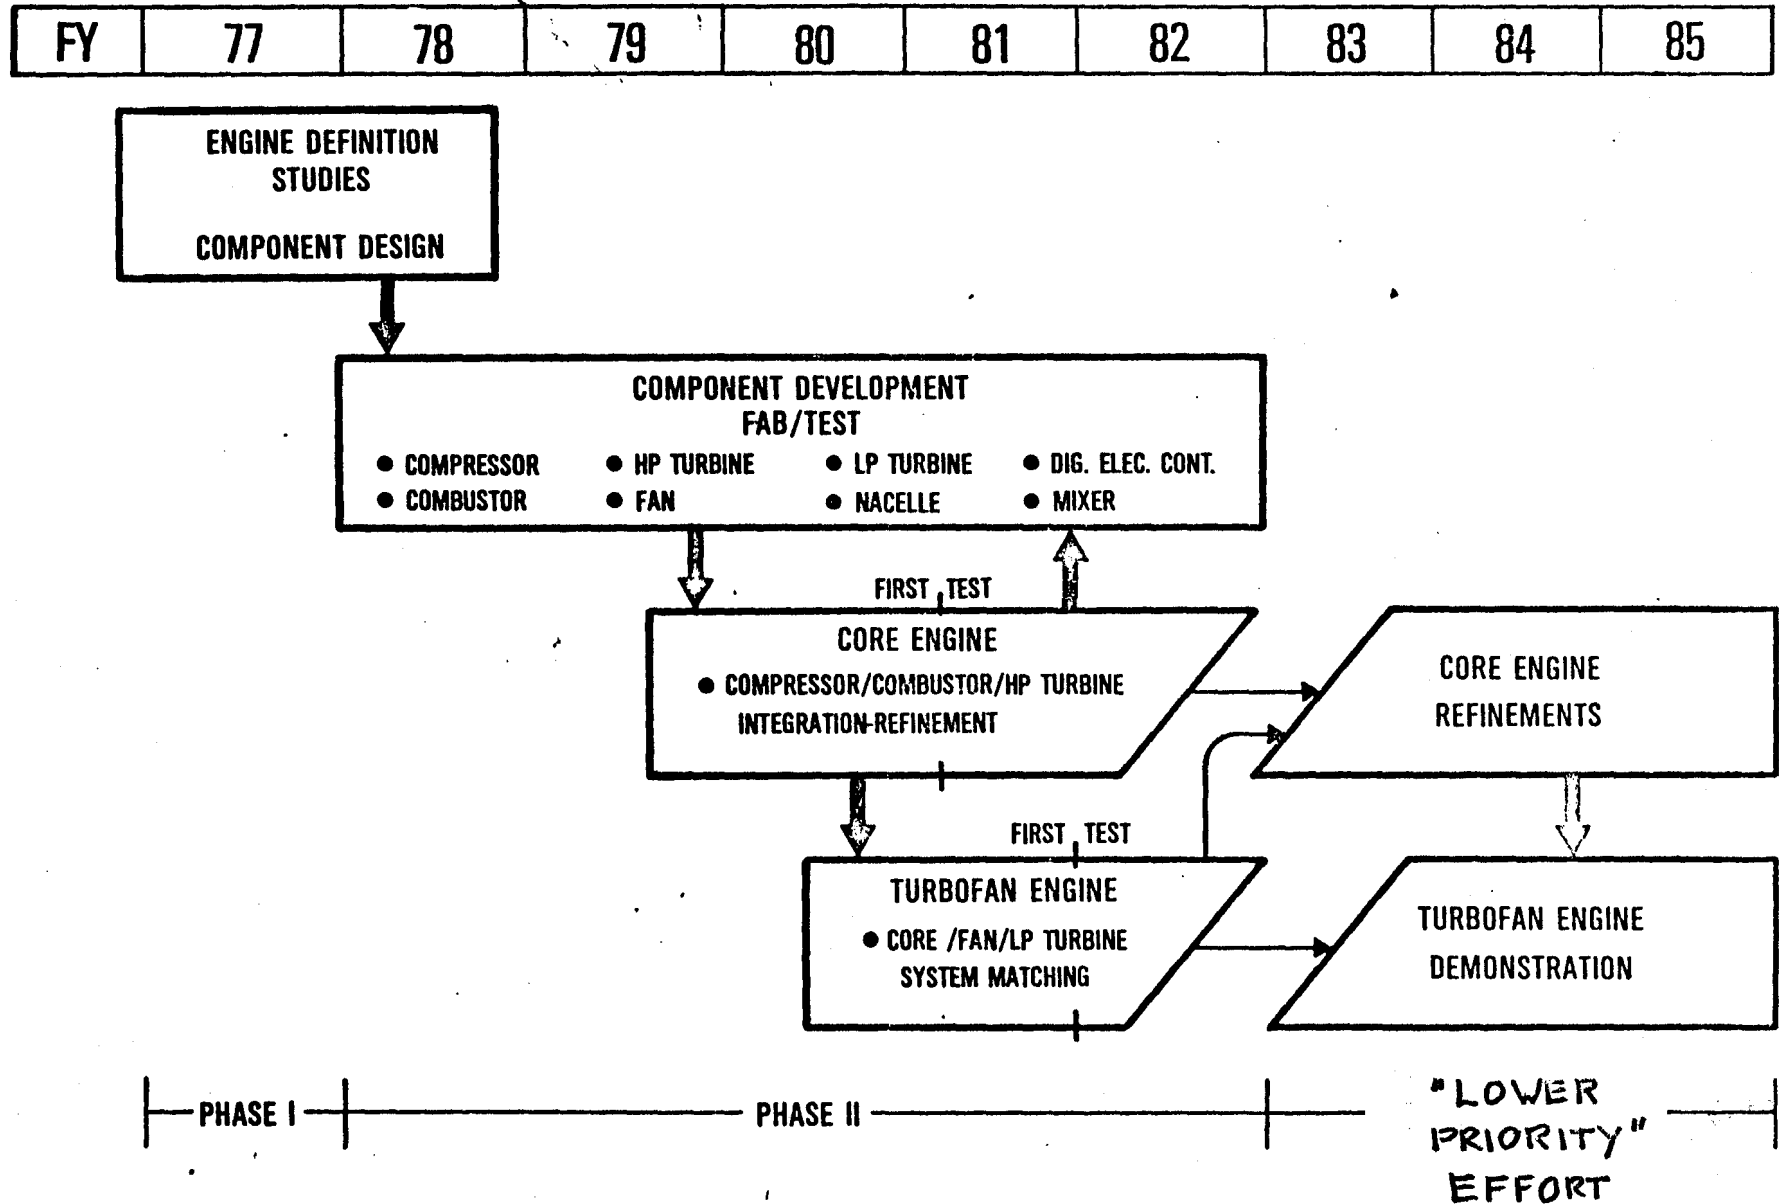 FY 77 78 79 80 81 82 83 84 85
ENGINE DEFINITION
STUDIES
COMPONENT DESIGN
COMPONENT DEVELOPMENT
FAB/TEST
● COMPRESSOR ● HP TURBINE ● LP TURBINE ● DIG. ELEC. CONT.
● COMBUSTOR ● FAN ● NACELLE ● MIXER
FIRST TEST
CORE ENGINE
● COMPRESSOR/COMBUSTOR/HP TURBINE
INTEGRATION-REFINEMENT
CORE ENGINE
REFINEMENTS
FIRST TEST
TURBOFAN ENGINE
● CORE /FAN/LP TURBINE
SYSTEM MATCHING
TURBOFAN ENGINE
DEMONSTRATION
PHASE I
PHASE II
"LOWER
PRIORITY"
EFFORT